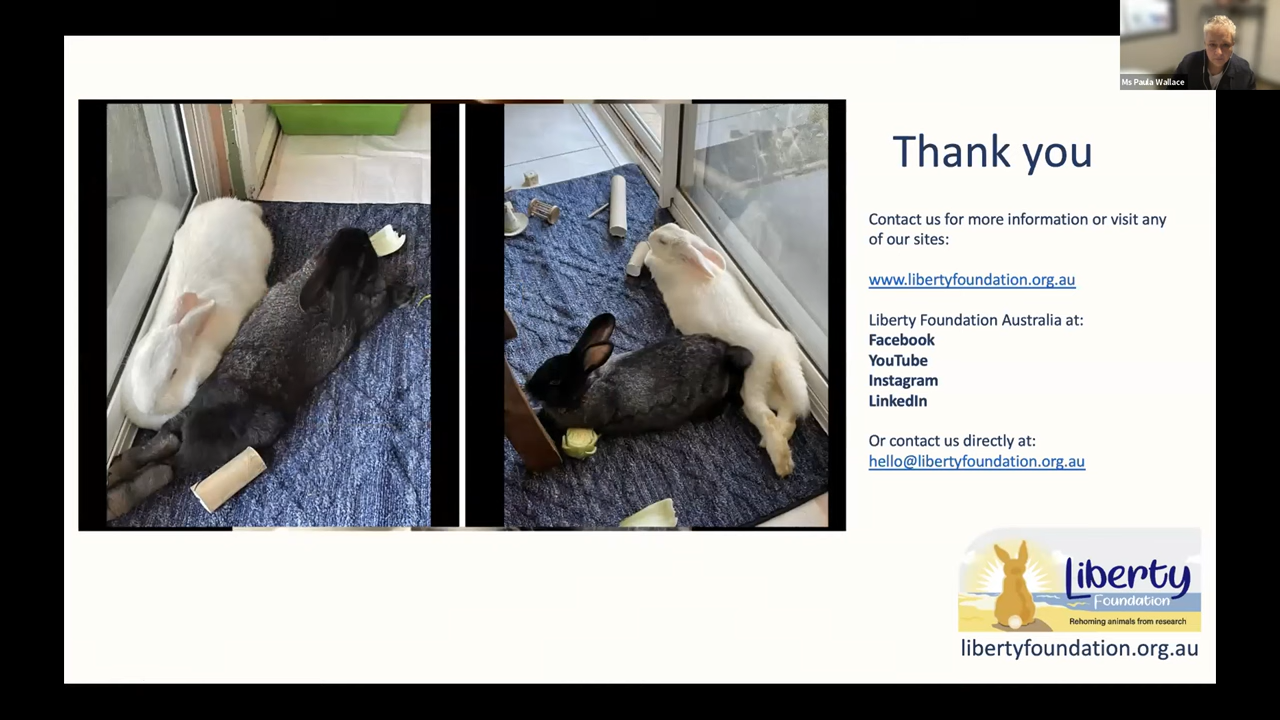 Ms Paula Wallace
Thank you
Contact us for more information or visit any
of our sites:
www.libertyfoundation.org.au
Liberty Foundation Australia at:
Facebook
YouTube
Instagram
LinkedIn
Or contact us directly at:
hello@libertyfoundation.org.au
Liberty
Foundation
Rehoming animals from research
libertyfoundation.org.au